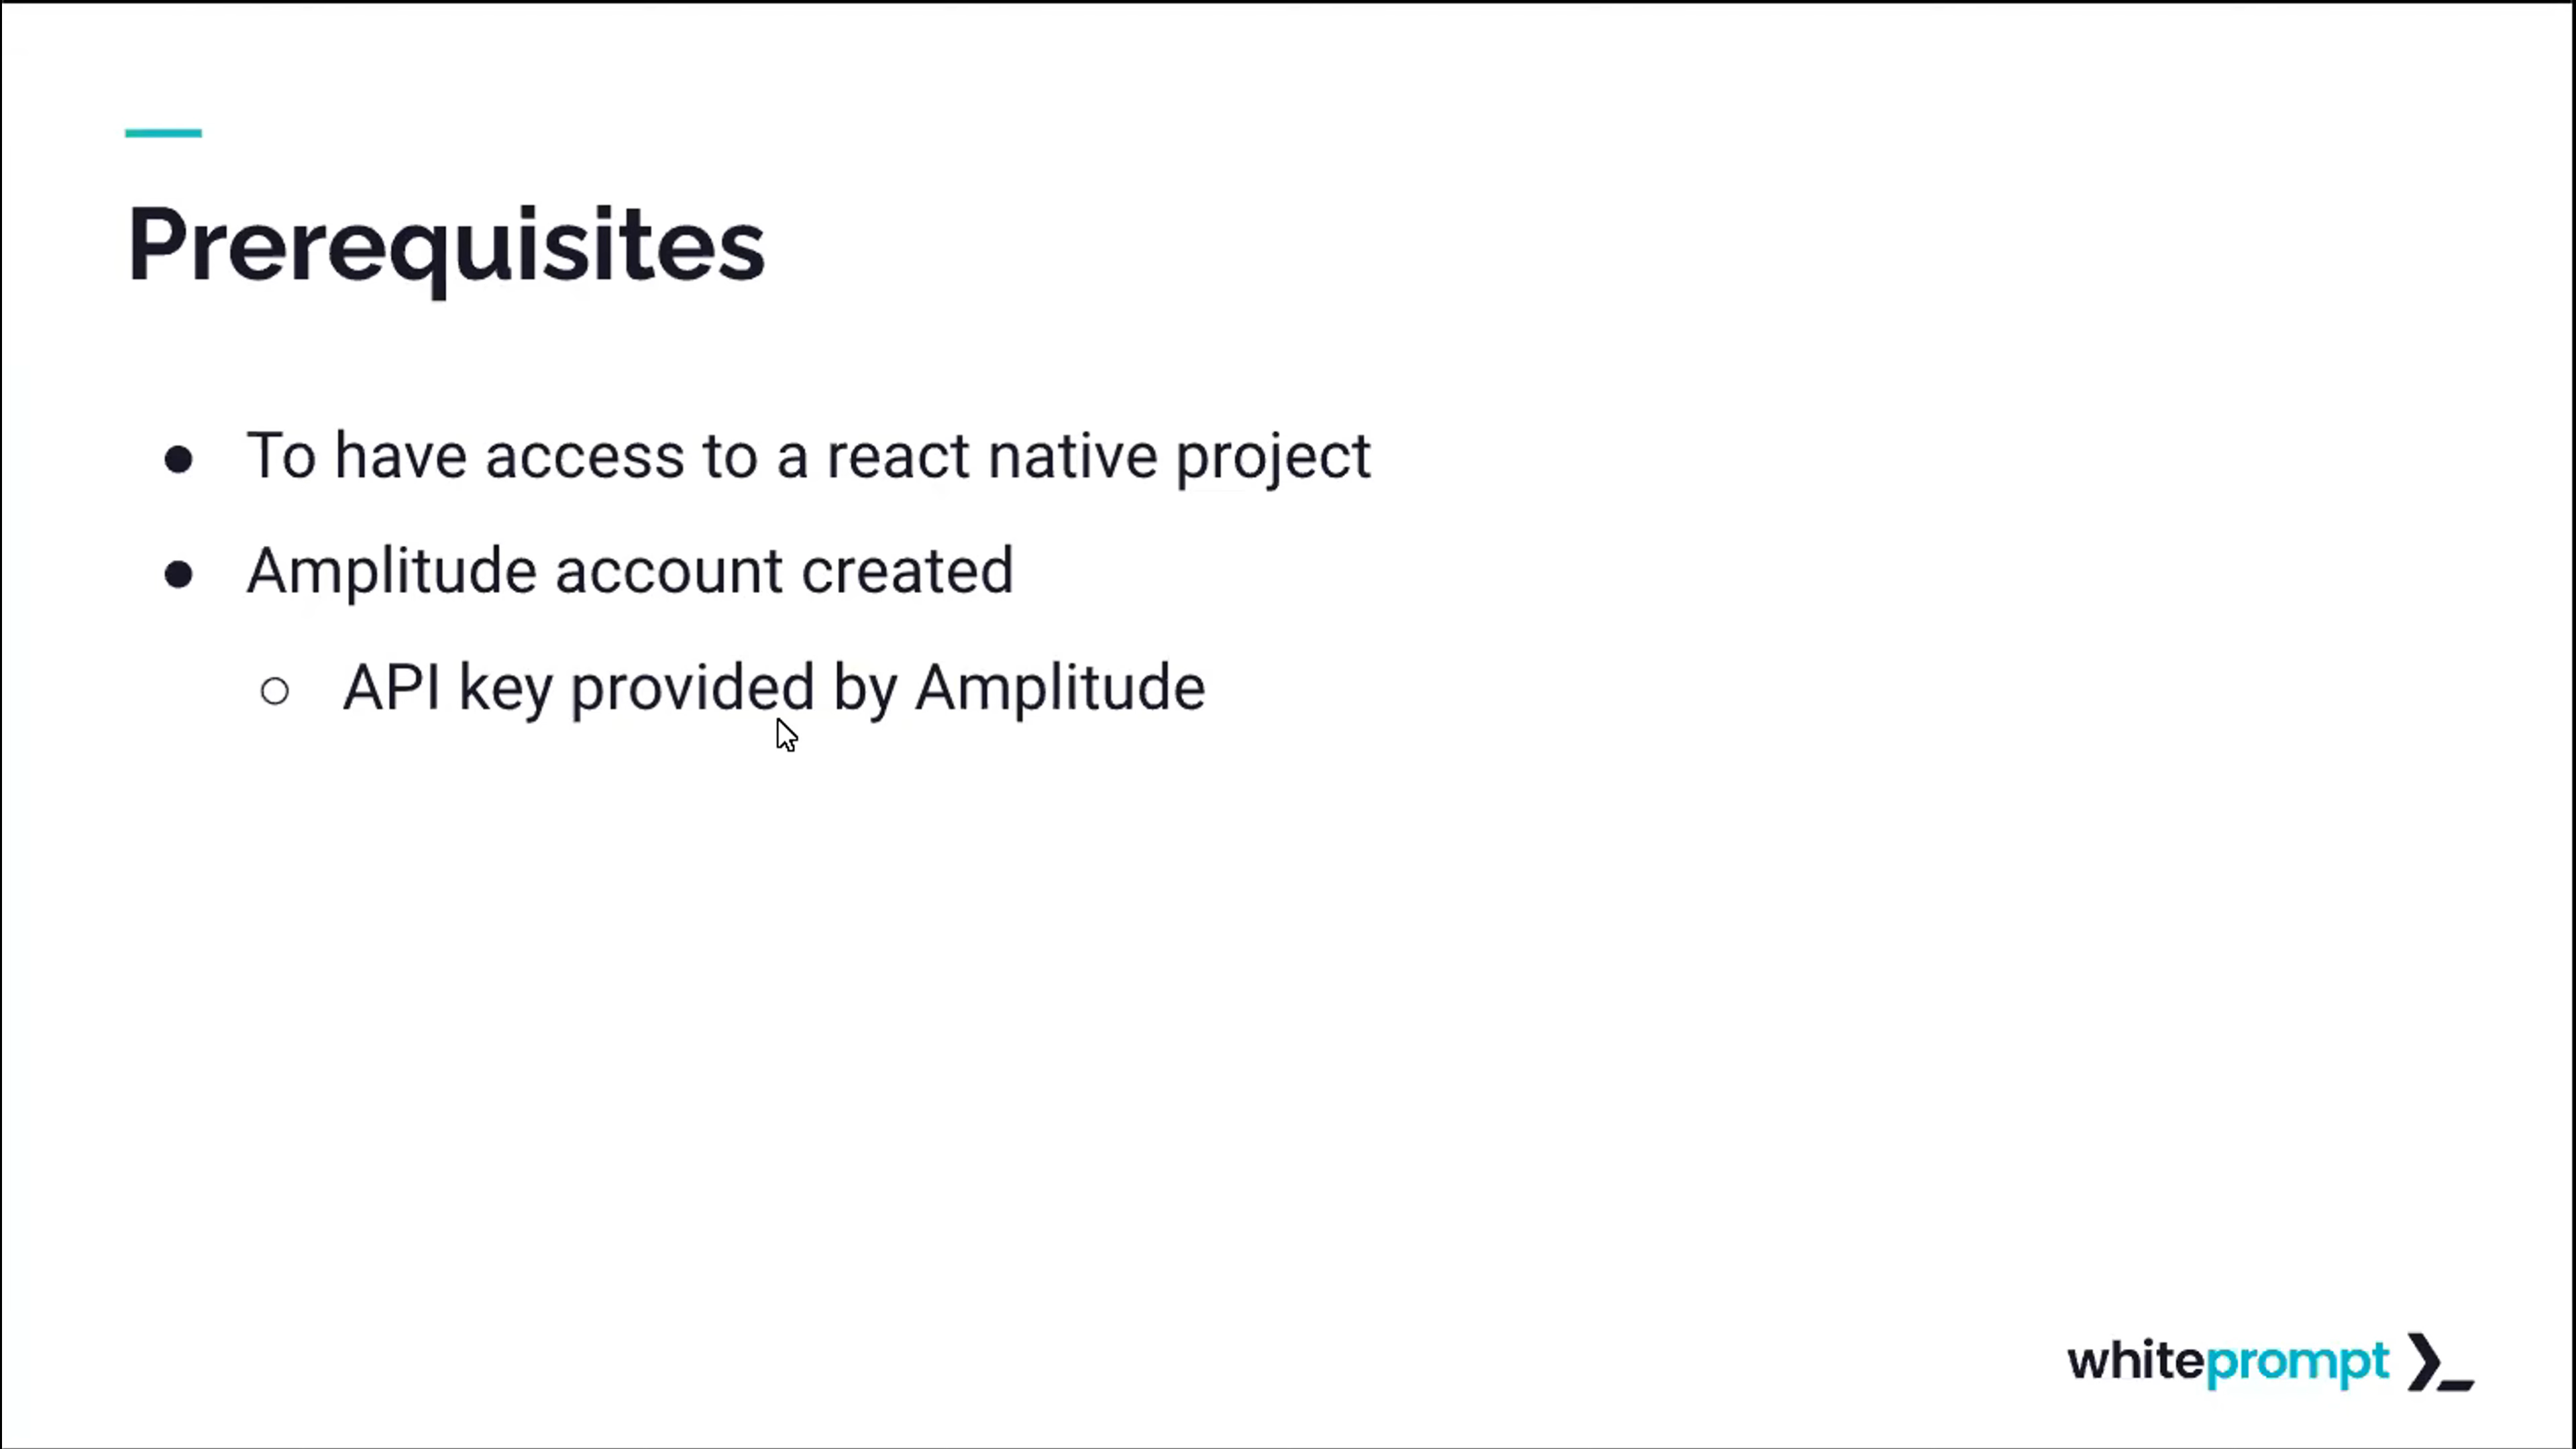 Prerequisites
● To have access to a react native project
● Amplitude account created
○ API key provided by Amplitude
whiteprompt